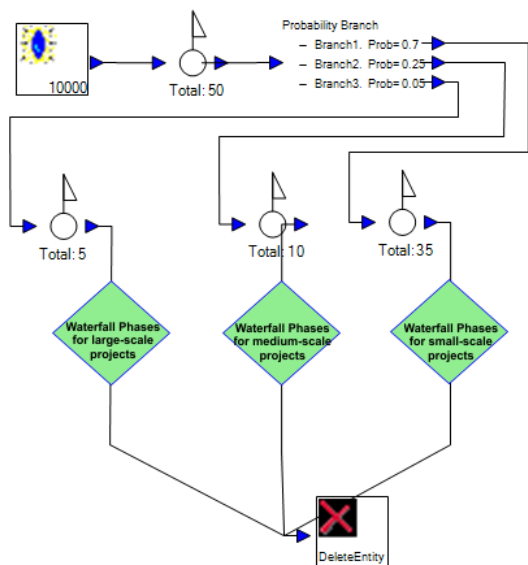 Probability Branch
– Branch1. Prob= 0.7
– Branch2. Prob= 0.25
– Branch3. Prob= 0.05
10000
Total: 50
Total: 5
Total: 10
Total: 35
Waterfall Phases
for large-scale
projects
Waterfall Phases
for medium-scale
projects
Waterfall Phases
for small-scale
projects
DeleteEntity